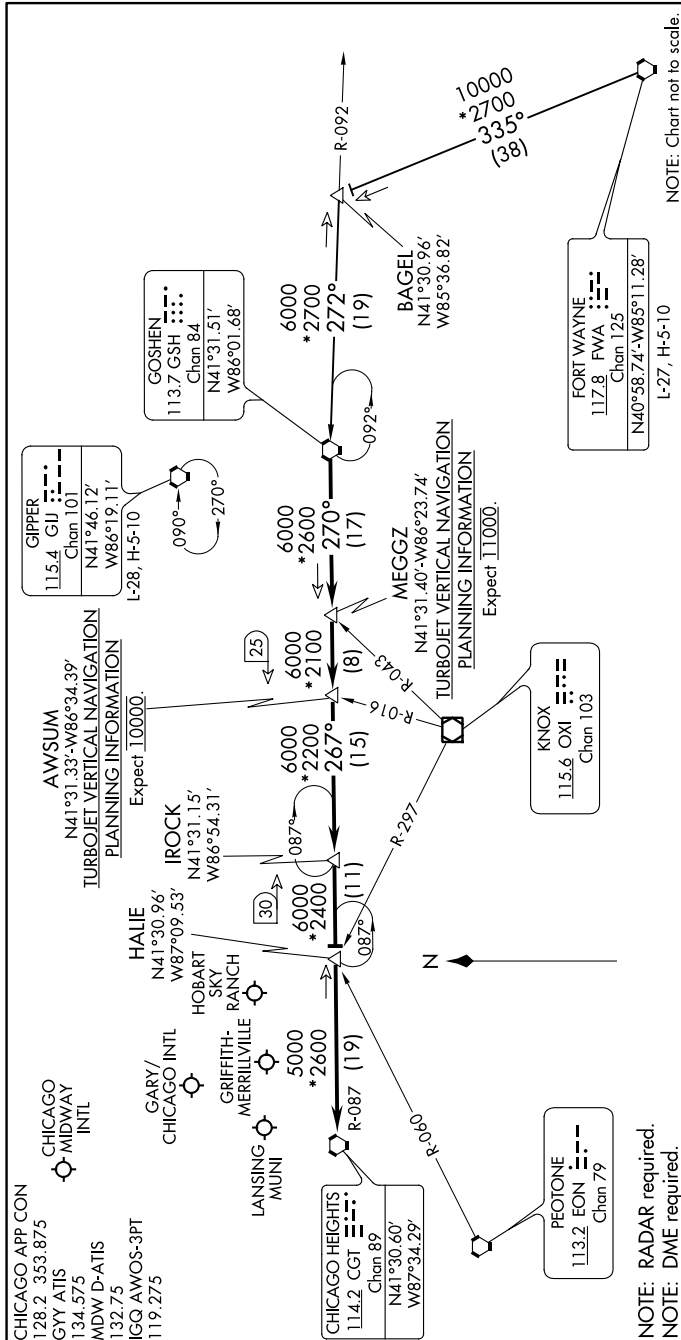 CHICAGO APP CON
128.2 353.875
GYY ATIS
134.575
MDW D-ATIS
132.75
IGQ AWOS-3PT
119.275
CHICAGO
MIDWAY
INTL
GARY/
CHICAGO INTL
GRIFFITH-
MERRILLVILLE
LANSING
MUNI
HOBART
SKY
RANCH
HALIE
N41°30.96'
W87°09.53'
IROCK
N41°31.15'
W86°54.31'
AWSUM
N41°31.33'-W86°34.39'
TURBOJET VERTICAL NAVIGATION
PLANNING INFORMATION
Expect 10000.
GIPPER
115.4 GIJ
Chan 101
N41°46.12'
W86°19.11'
L-28, H-5-10
090°
270°
GOSHEN
113.7 GSH
Chan 84
N41°31.51'
W86°01.68'
CHICAGO HEIGHTS
114.2 CGT
Chan 89
N41°30.60'
W87°34.29'
R-087
5000
*2600
(19)
30
6000
*2400
(11)
087°
087°
6000
*2200
267°
(15)
25
6000
*2100
(8)
6000
*2600
270°
(17)
092°
6000
*2700
272°
(19)
R-092
BAGEL
N41°30.96'
W85°36.82'
10000
*2700
335°
(38)
MEGGZ
N41°31.40'-W86°23.74'
TURBOJET VERTICAL NAVIGATION
PLANNING INFORMATION
Expect 11000.
R-043
R-016
R-297
R-060
N
KNOX
115.6 OXI
Chan 103
PEOTONE
113.2 EON
Chan 79
FORT WAYNE
117.8 FWA
Chan 125
N40°58.74'-W85°11.28'
L-27, H-5-10
NOTE: RADAR required.
NOTE: DME required.
NOTE: Chart not to scale.